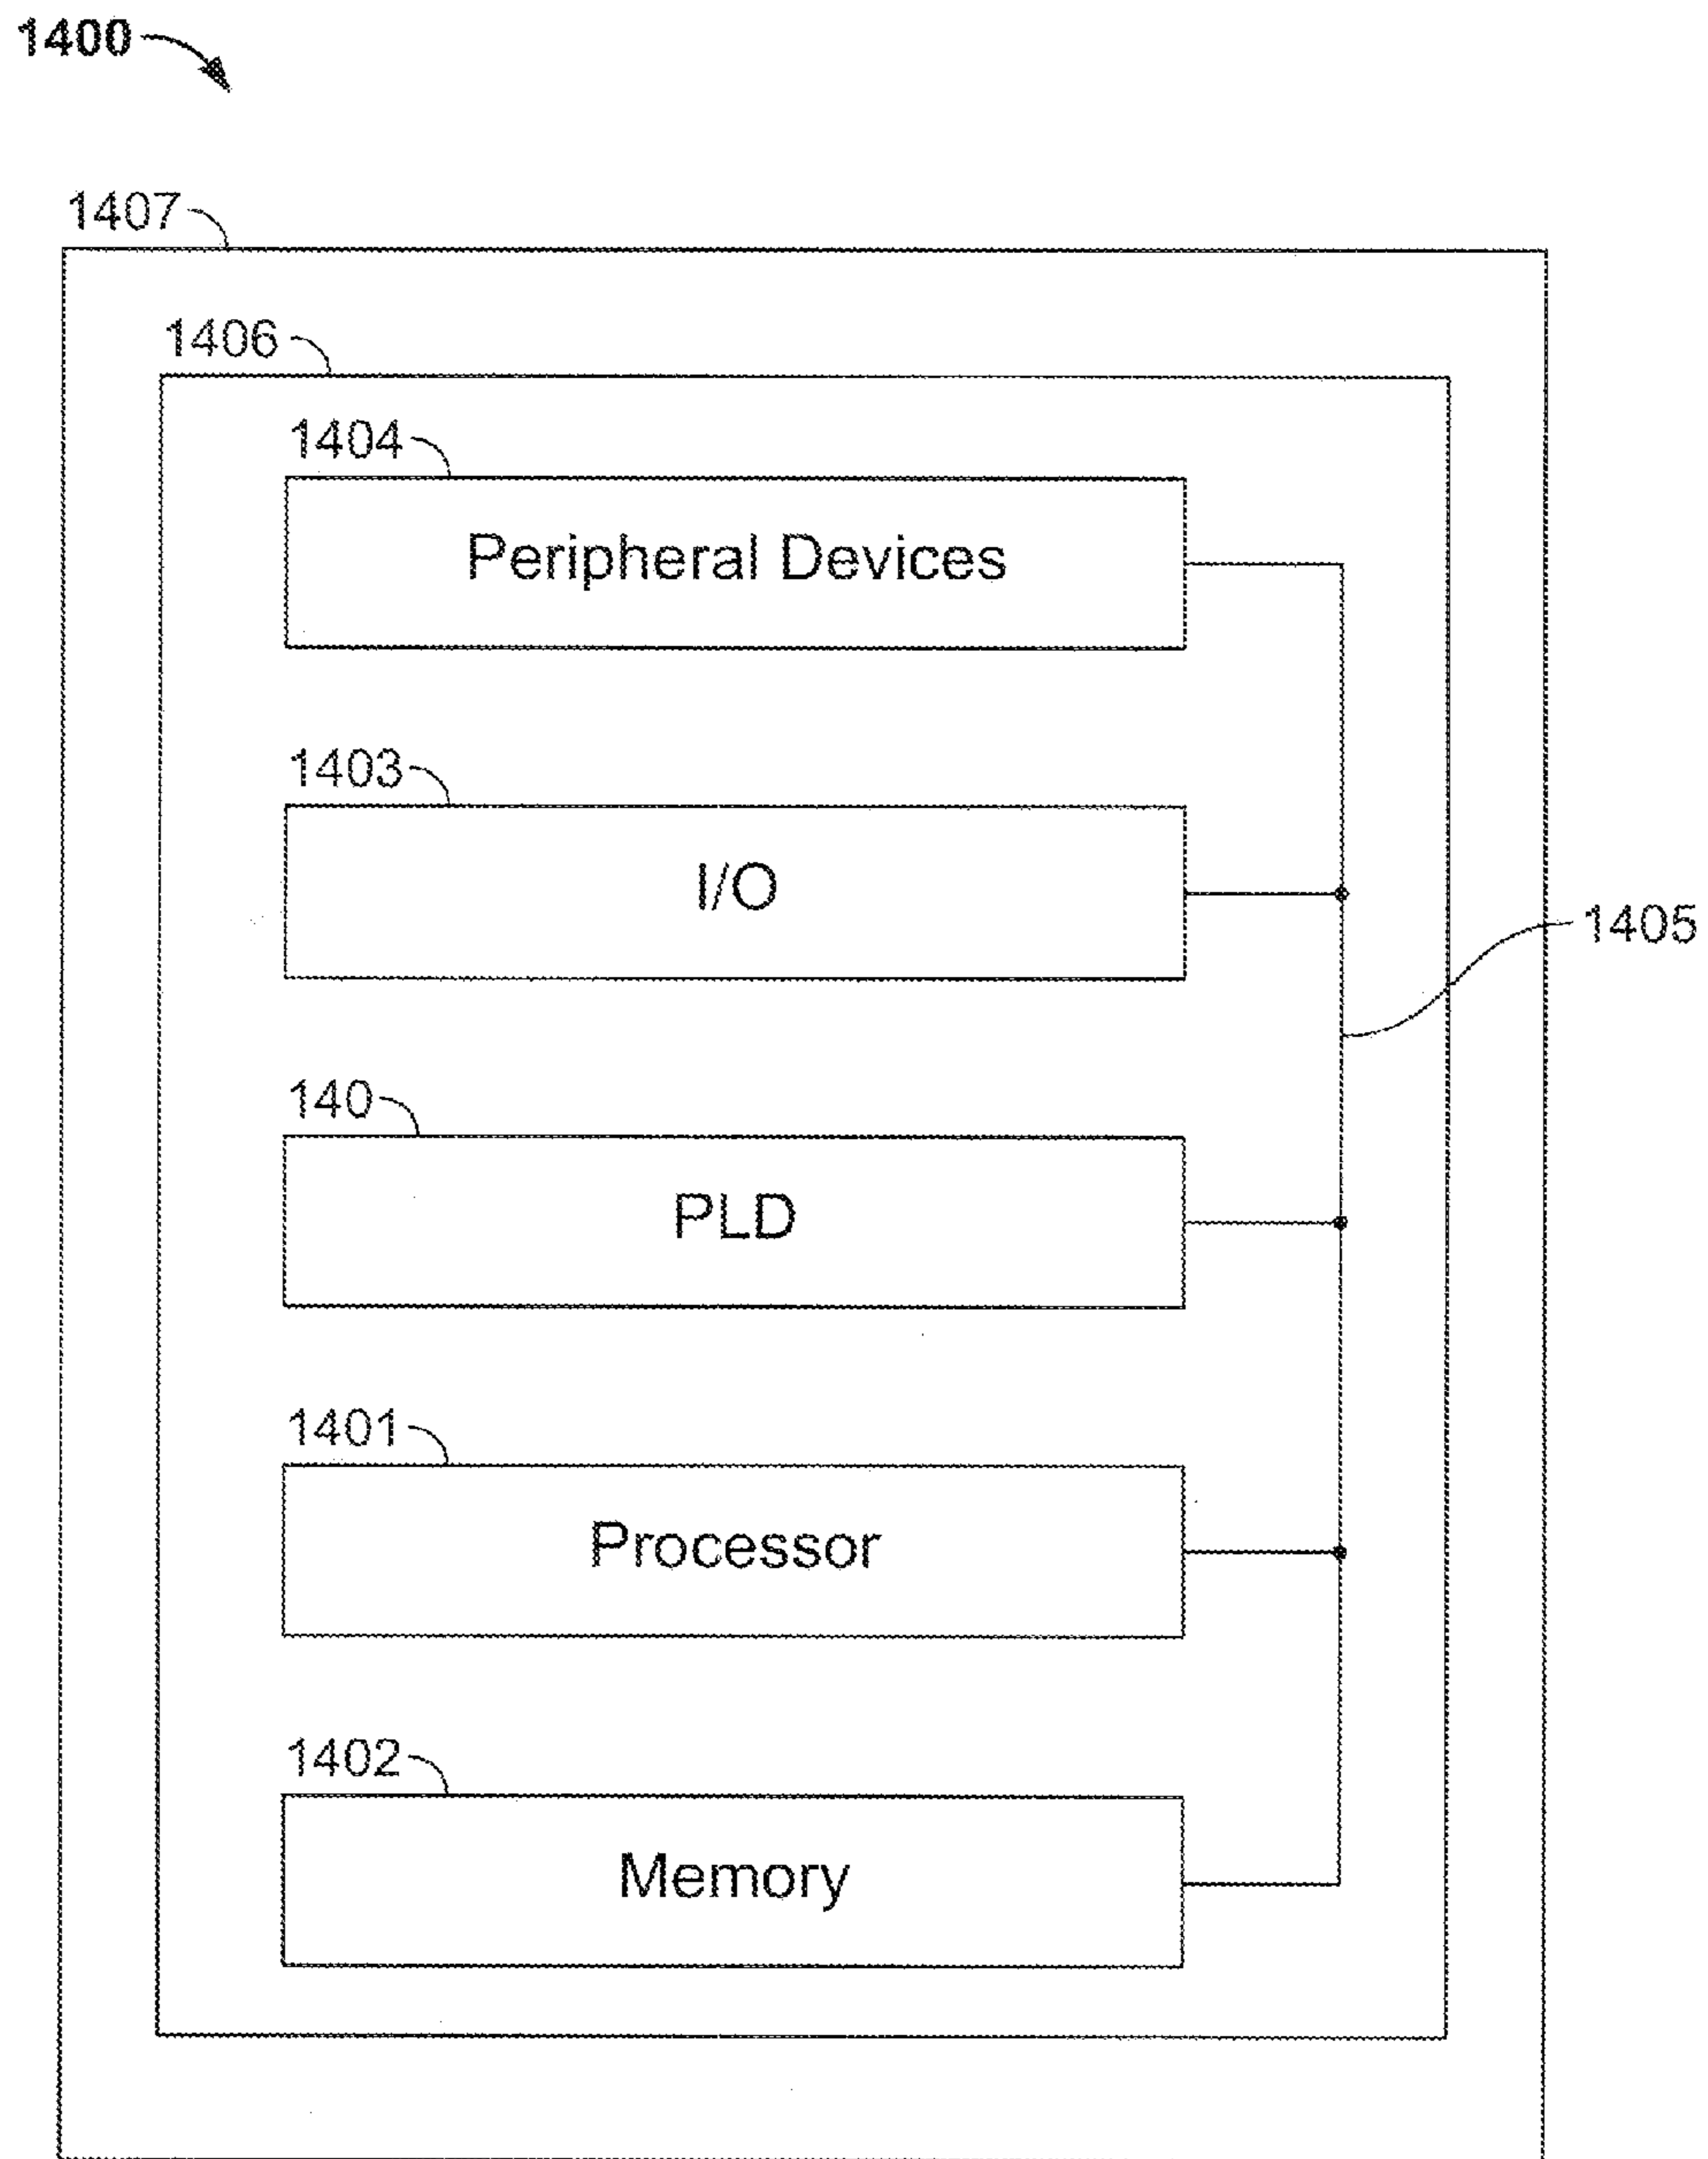 1400
1407
1406
1404
Peripheral Devices
1403
I/O
1405
140
PLD
1401
Processor
1402
Memory